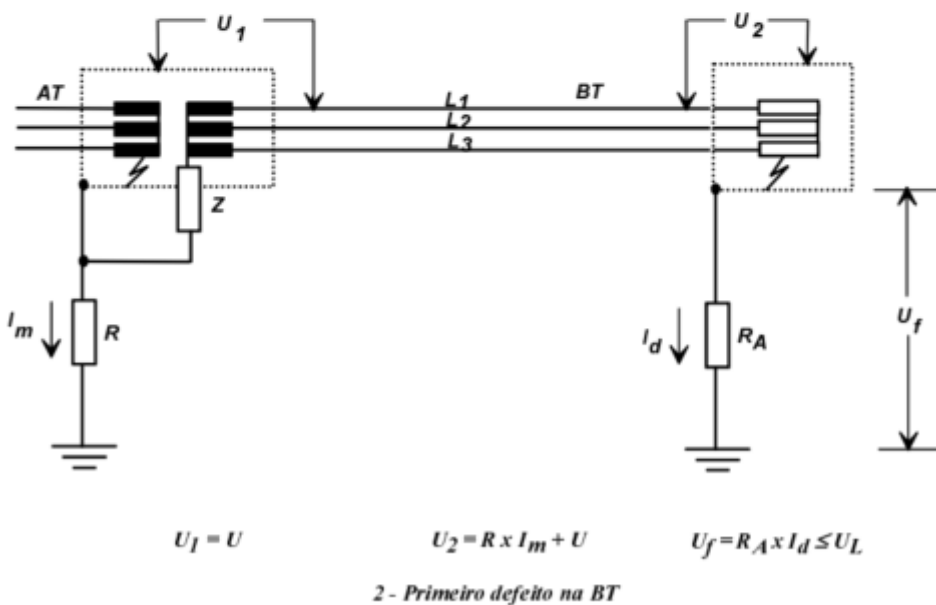 U1
U2
AT
L1
BT
L2
L3
Z
Im
R
Id
RA
Uf
U1 = U
U2 = R x Im + U
Uf = RA x Id ≤ UL
2 - Primeiro defeito na BT